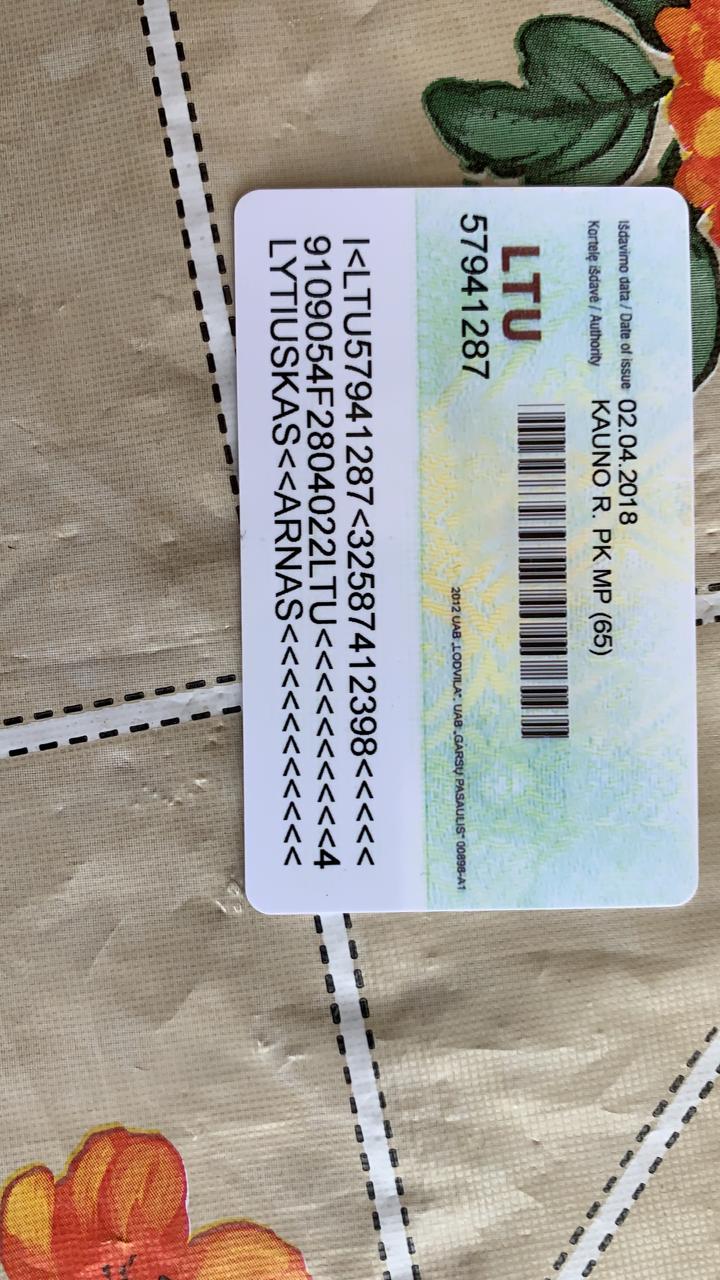 Išdavimo data / Date of issue 02.04.2018
Kortelę išdavė / Authority KAUNO R. PK MP (65)
LTU
57941287
2012 UAB „LODVILA“, UAB „GARSŲ PASAULIS“ 00898-A1
I<LTU57941287<32587412398<<<<<
9109054F2804022LTU<<<<<<<<<<<4
LYTIUSKAS<<ARNAS<<<<<<<<<<<<<<